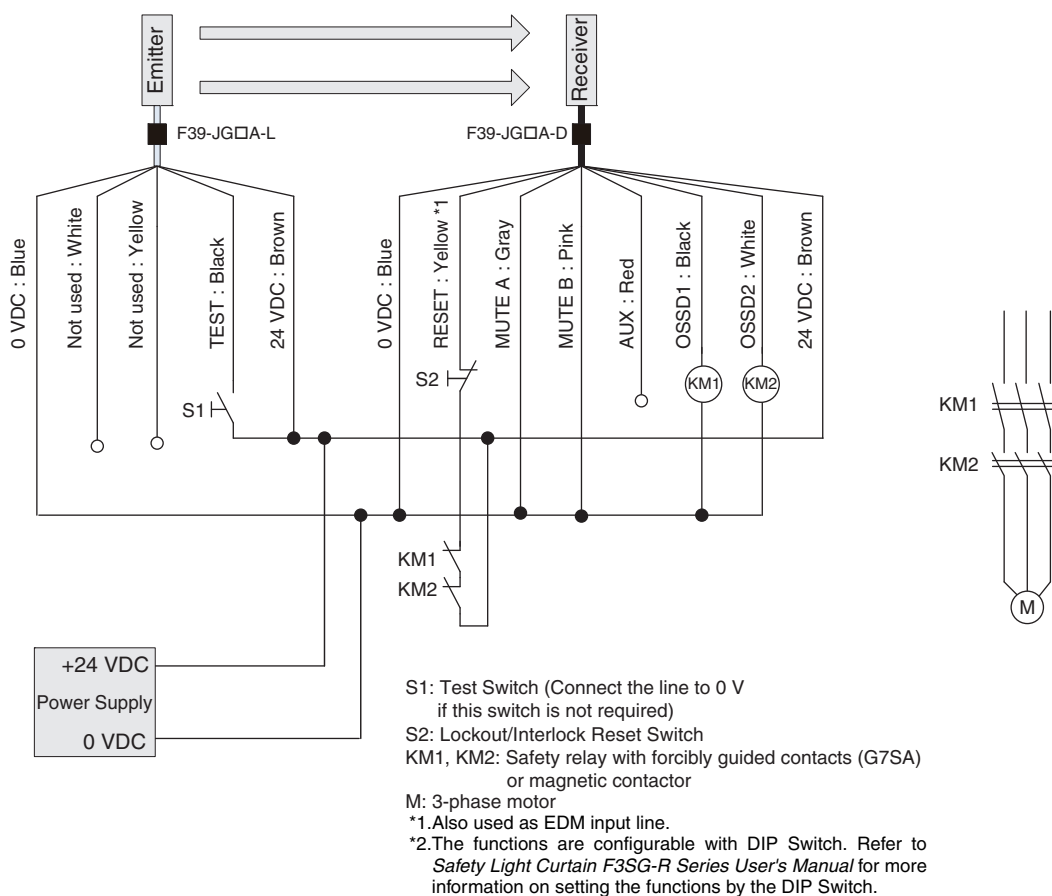 Emitter
Receiver
F39-JG□A-L
F39-JG□A-D
0 VDC : Blue
Not used : White
Not used : Yellow
TEST : Black
24 VDC : Brown
0 VDC : Blue
RESET : Yellow *1
MUTE A : Gray
MUTE B : Pink
AUX : Red
OSSD1 : Black
OSSD2 : White
24 VDC : Brown
S1
S2
KM1
KM2
KM1
KM2
KM1
KM2
M
+24 VDC
Power Supply
0 VDC
S1: Test Switch (Connect the line to 0 V
if this switch is not required)
S2: Lockout/Interlock Reset Switch
KM1, KM2: Safety relay with forcibly guided contacts (G7SA)
or magnetic contactor
M: 3-phase motor
*1.Also used as EDM input line.
*2.The functions are configurable with DIP Switch. Refer to
Safety Light Curtain F3SG-R Series User's Manual for more
information on setting the functions by the DIP Switch.